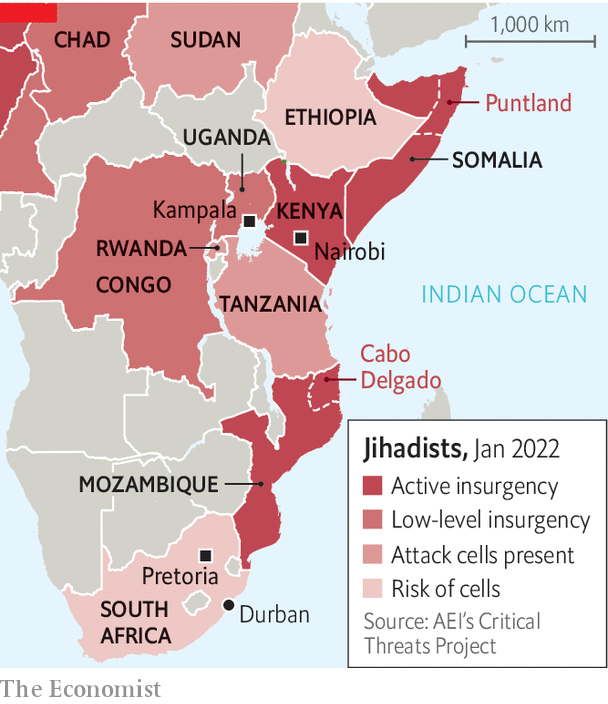 1,000 km
CHAD
SUDAN
ETHIOPIA
Puntland
UGANDA
SOMALIA
Kampala
KENYA
Nairobi
RWANDA
CONGO
TANZANIA
INDIAN OCEAN
Cabo
Delgado
MOZAMBIQUE
Pretoria
SOUTH
AFRICA
Durban
Jihadists, Jan 2022
Active insurgency
Low-level insurgency
Attack cells present
Risk of cells
Source: AEI's Critical
Threats Project
The Economist